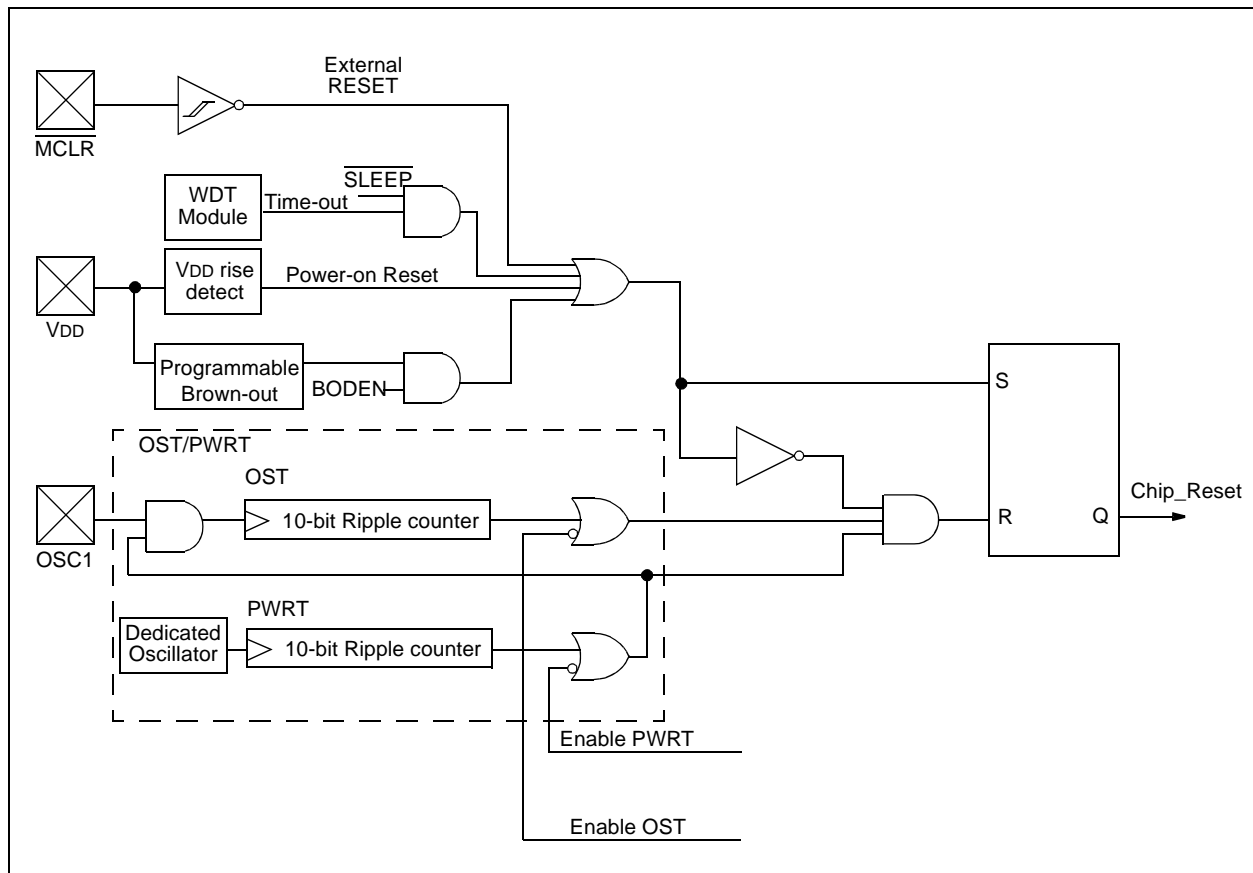 External
RESET
MCLR
SLEEP
WDT
Module
Time-out
VDD rise
detect
Power-on Reset
VDD
Programmable
Brown-out
BODEN
S
OST/PWRT
OST
10-bit Ripple counter
OSC1
Chip_Reset
R
Q
PWRT
Dedicated
Oscillator
10-bit Ripple counter
Enable PWRT
Enable OST